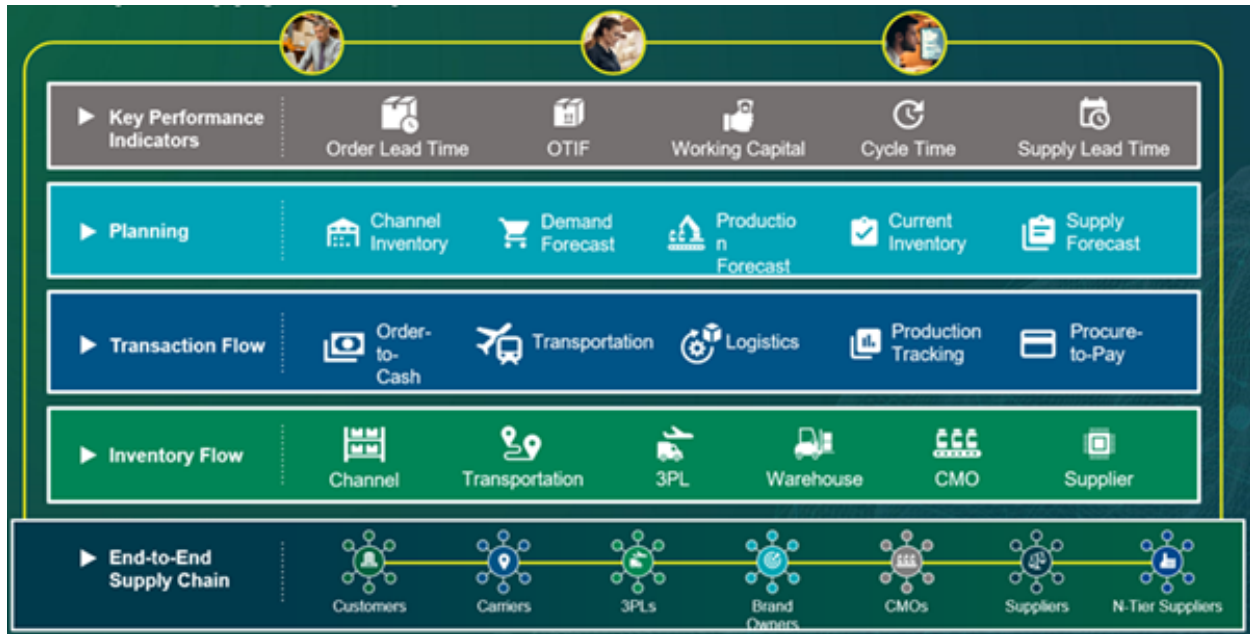 Key Performance
Indicators
Order Lead Time
OTIF
Working Capital
Cycle Time
Supply Lead Time
Planning
Channel
Inventory
Demand
Forecast
Productio
n
Forecast
Current
Inventory
Supply
Forecast
Transaction Flow
Order-
to-
Cash
Transportation
Logistics
Production
Tracking
Procure-
to-Pay
Inventory Flow
Channel
Transportation
3PL
Warehouse
CMO
Supplier
End-to-End
Supply Chain
Customers
Carriers
3PLs
Brand
Owners
CMOs
Suppliers
N-Tier Suppliers